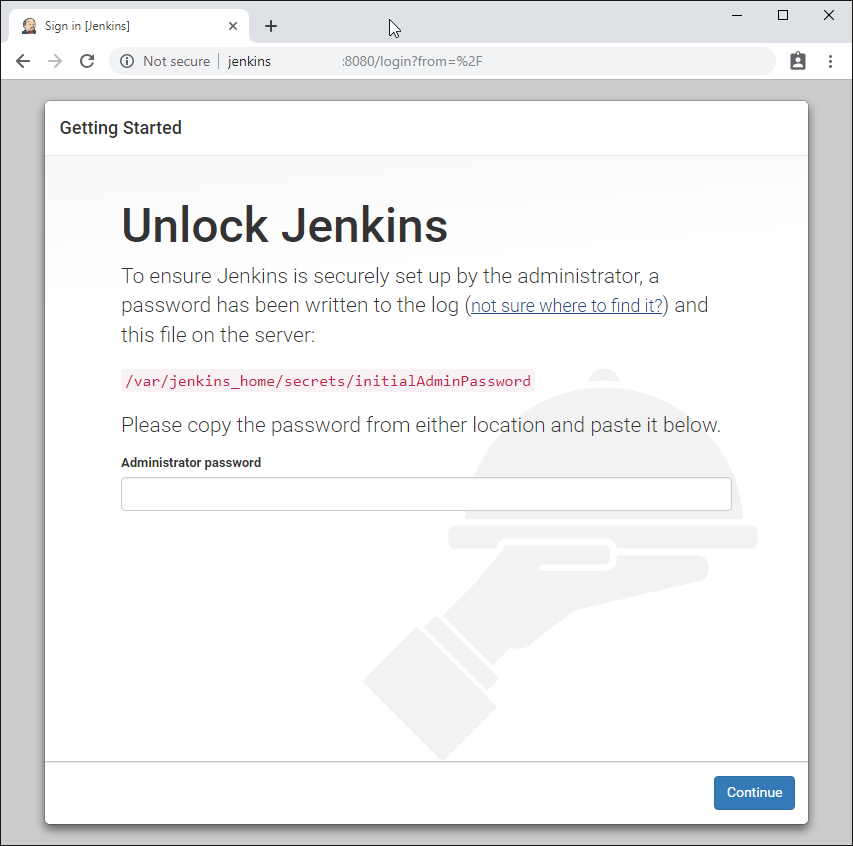 Sign in [Jenkins]
Not secure jenkins :8080/login?from=%2F
Getting Started
Unlock Jenkins
To ensure Jenkins is securely set up by the administrator, a
password has been written to the log (not sure where to find it?) and
this file on the server:
/var/jenkins_home/secrets/initialAdminPassword
Please copy the password from either location and paste it below.
Administrator password
Continue